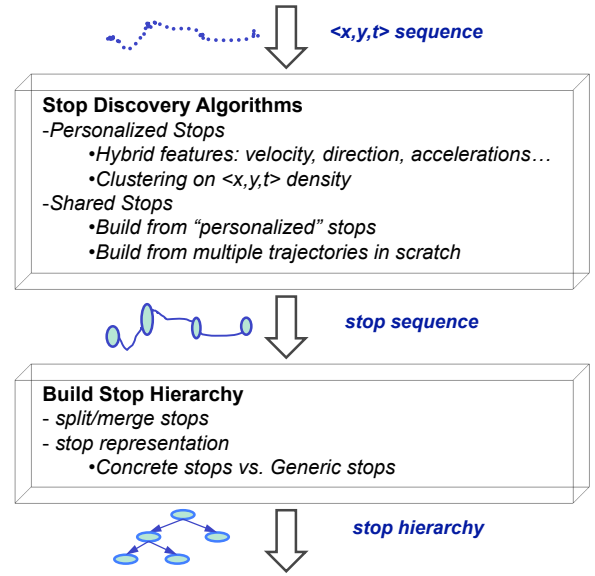 <x,y,t> sequence
Stop Discovery Algorithms
-Personalized Stops
•Hybrid features: velocity, direction, accelerations…
•Clustering on <x,y,t> density
-Shared Stops
•Build from “personalized” stops
•Build from multiple trajectories in scratch
stop sequence
Build Stop Hierarchy
- split/merge stops
- stop representation
•Concrete stops vs. Generic stops
stop hierarchy